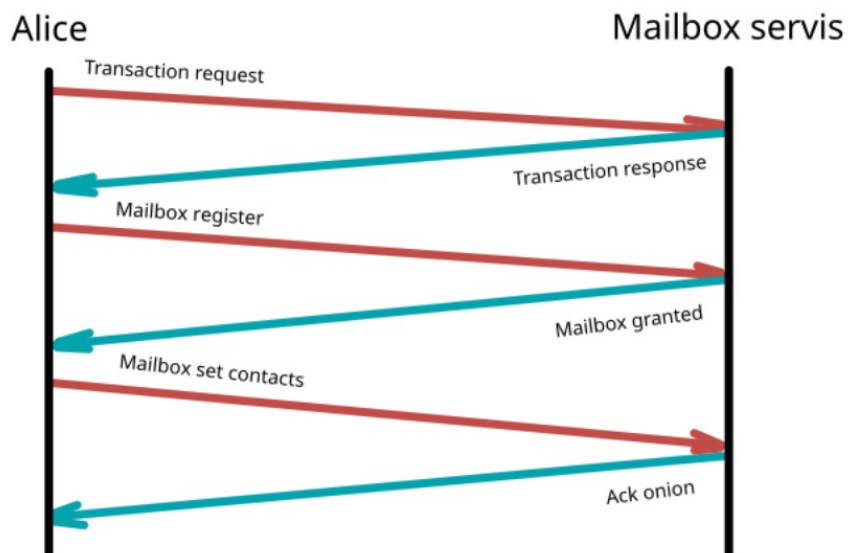 Alice
Mailbox servis
Transaction request
Transaction response
Mailbox register
Mailbox granted
Mailbox set contacts
Ack onion